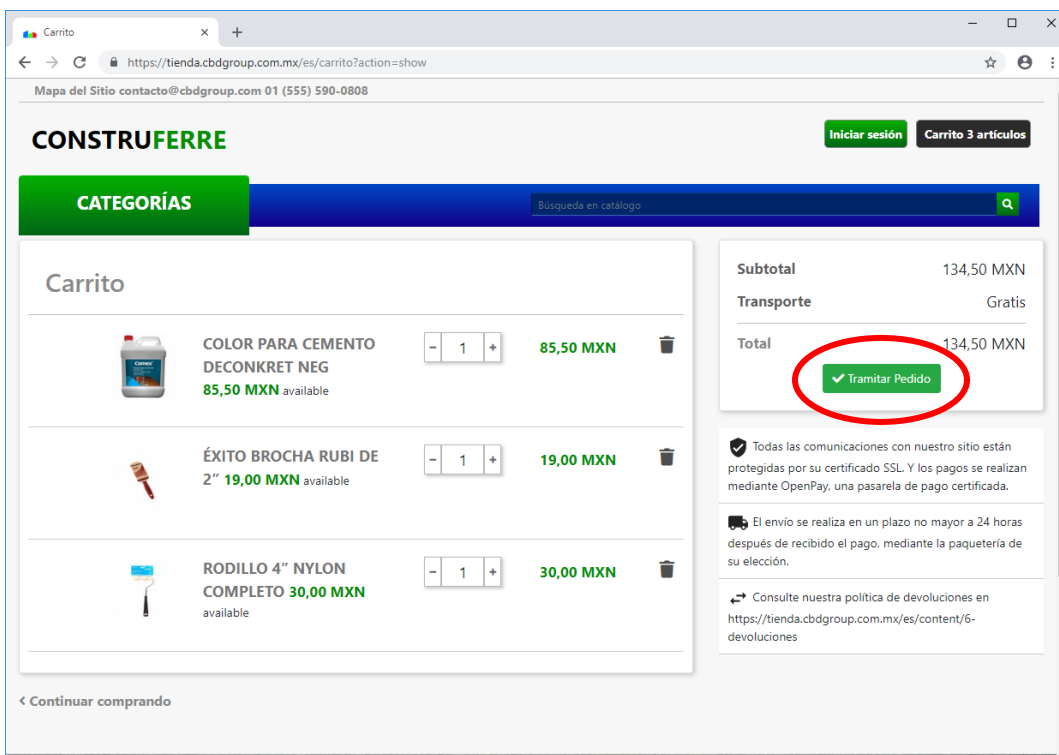 Carrito
https://tienda.cbdgroup.com.mx/es/carrito?action=show
Mapa del Sitio contacto@cbdgroup.com 01 (555) 590-0808
CONSTRUFERRE
Iniciar sesión
Carrito 3 artículos
CATEGORÍAS
Búsqueda en catálogo
Carrito
COLOR PARA CEMENTO
DECONKRET NEG
85,50 MXN available
- 1 +
85,50 MXN
ÉXITO BROCHA RUBI DE
2” 19,00 MXN available
- 1 +
19,00 MXN
RODILLO 4” NYLON
COMPLETO 30,00 MXN
available
- 1 +
30,00 MXN
Subtotal 134,50 MXN
Transporte Gratis
Total 134,50 MXN
Tramitar Pedido
Todas las comunicaciones con nuestro sitio están
protegidas por su certificado SSL. Y los pagos se realizan
mediante OpenPay, una pasarela de pago certificada.
El envío se realiza en un plazo no mayor a 24 horas
después de recibido el pago, mediante la paquetería de
su elección.
Consulte nuestra política de devoluciones en
https://tienda.cbdgroup.com.mx/es/content/6-
devoluciones
Continuar comprando